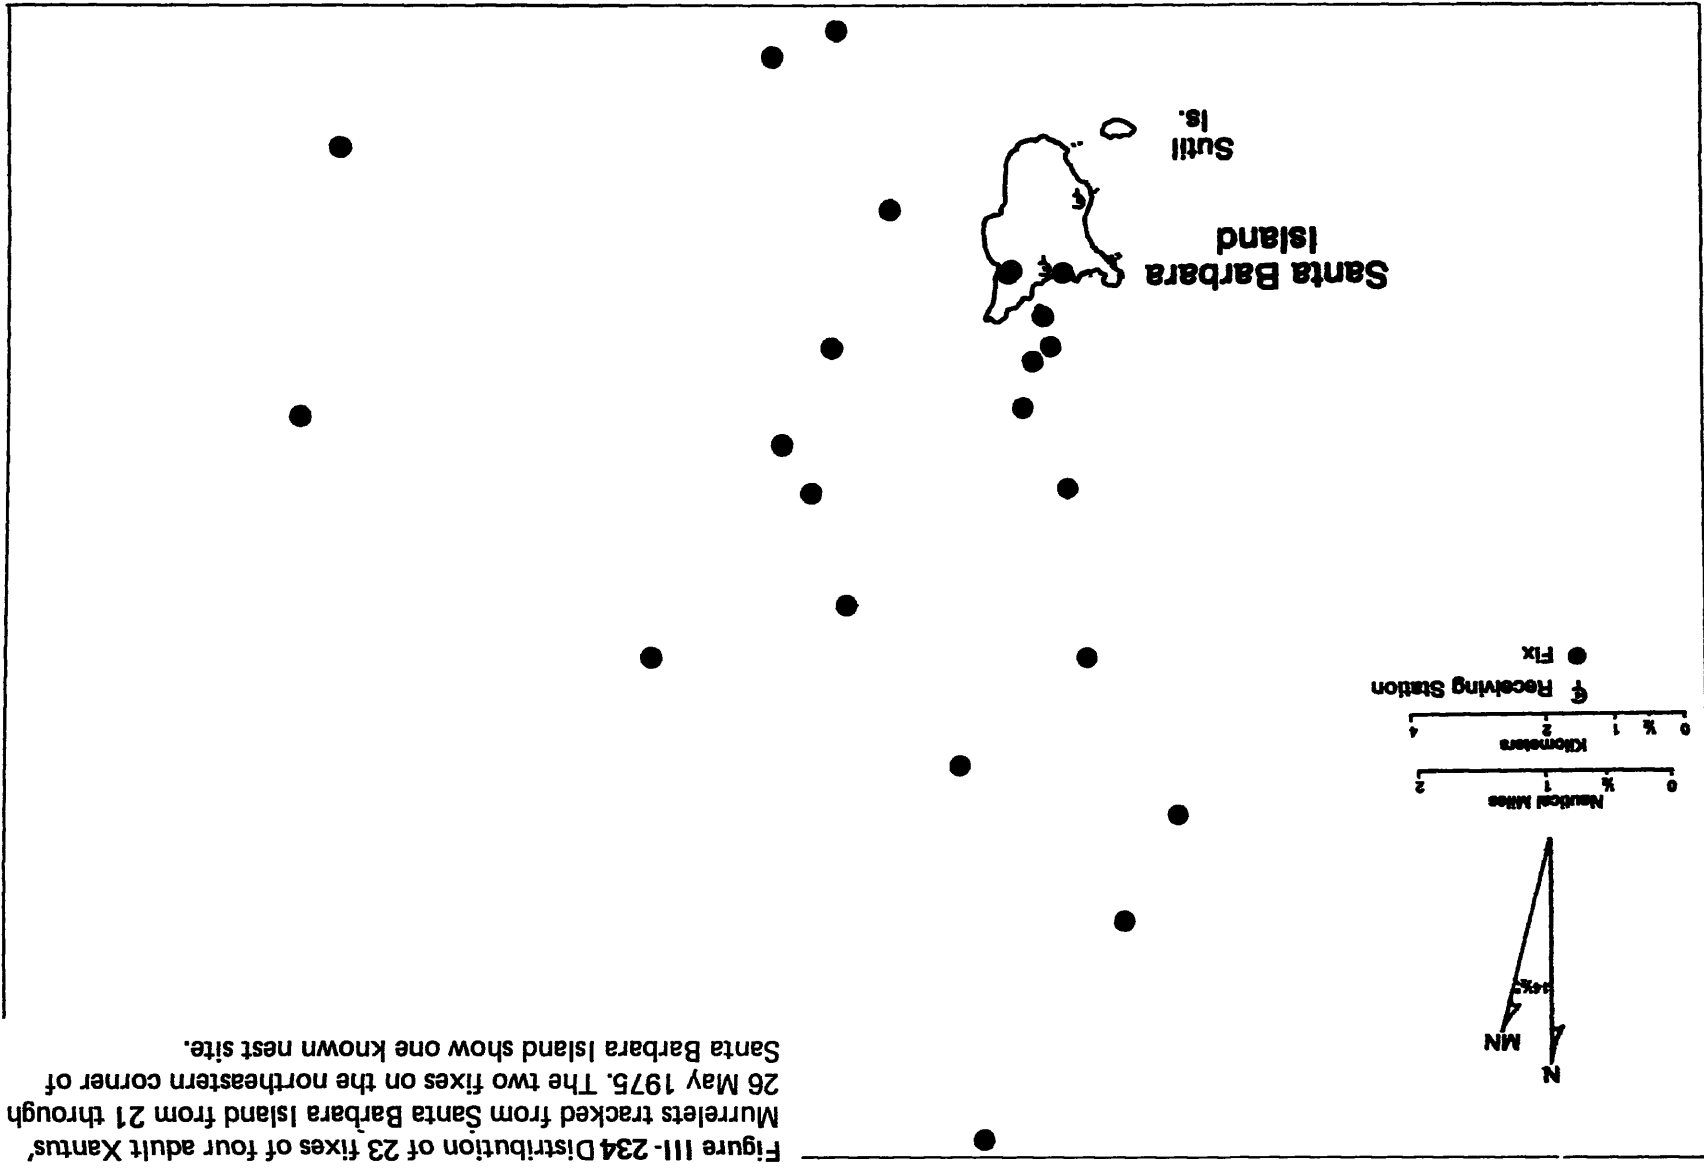 Figure III-234 Distribution of 23 fixes of four adult Xantus'
Murrelets tracked from Santa Barbara Island from 21 through
26 May 1975. The two fixes on the northeastern corner of
Santa Barbara Island show one known nest site.
N
MN
14½°
Nautical Miles
0 ½ 1 2
Kilometers
0 ½ 1 2 4
Receiving Station
Fix
Santa Barbara
Island
Sutil
Is.